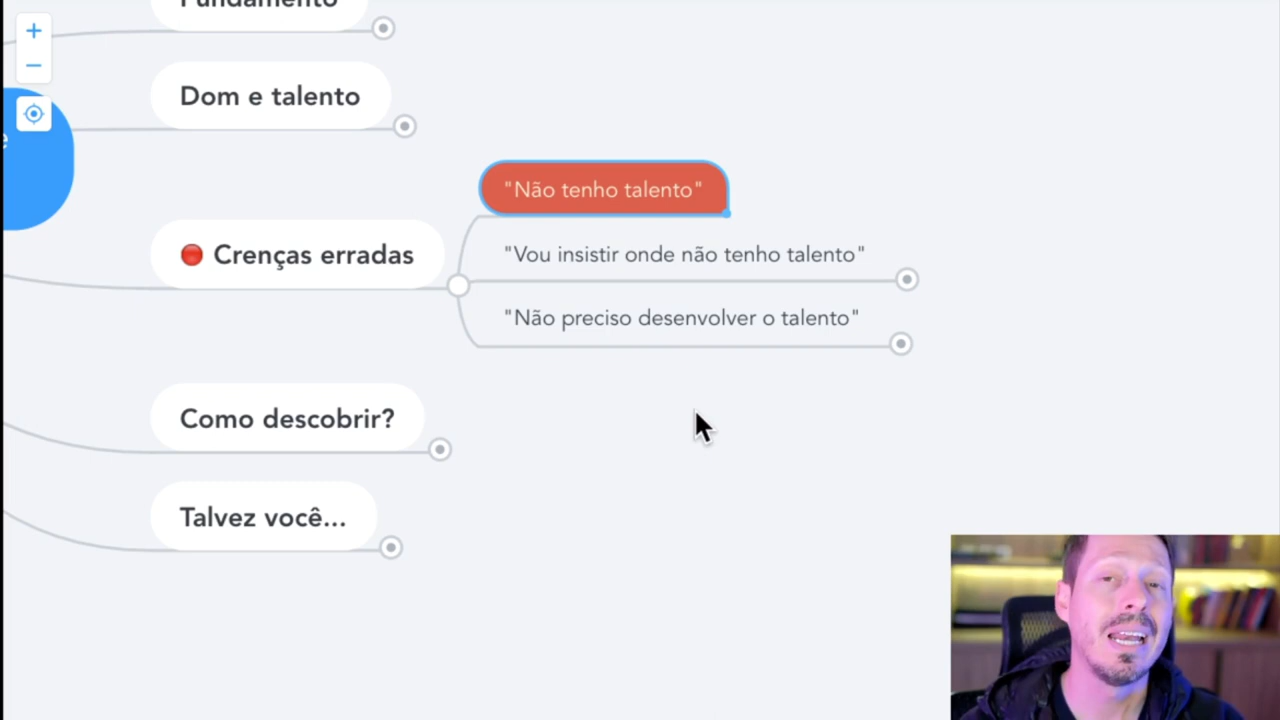 Fundamento
Dom e talento
"Não tenho talento"
Crenças erradas
"Vou insistir onde não tenho talento"
"Não preciso desenvolver o talento"
Como descobrir?
Talvez você...